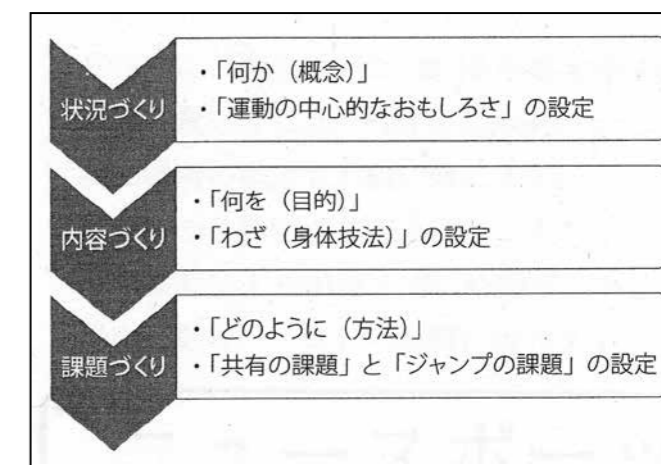 状況づくり
・「何か（概念）」
・「運動の中心的なおもしろさ」の設定
内容づくり
・「何を（目的）」
・「わざ（身体技法）」の設定
課題づくり
・「どのように（方法）」
・「共有の課題」と「ジャンプの課題」の設定